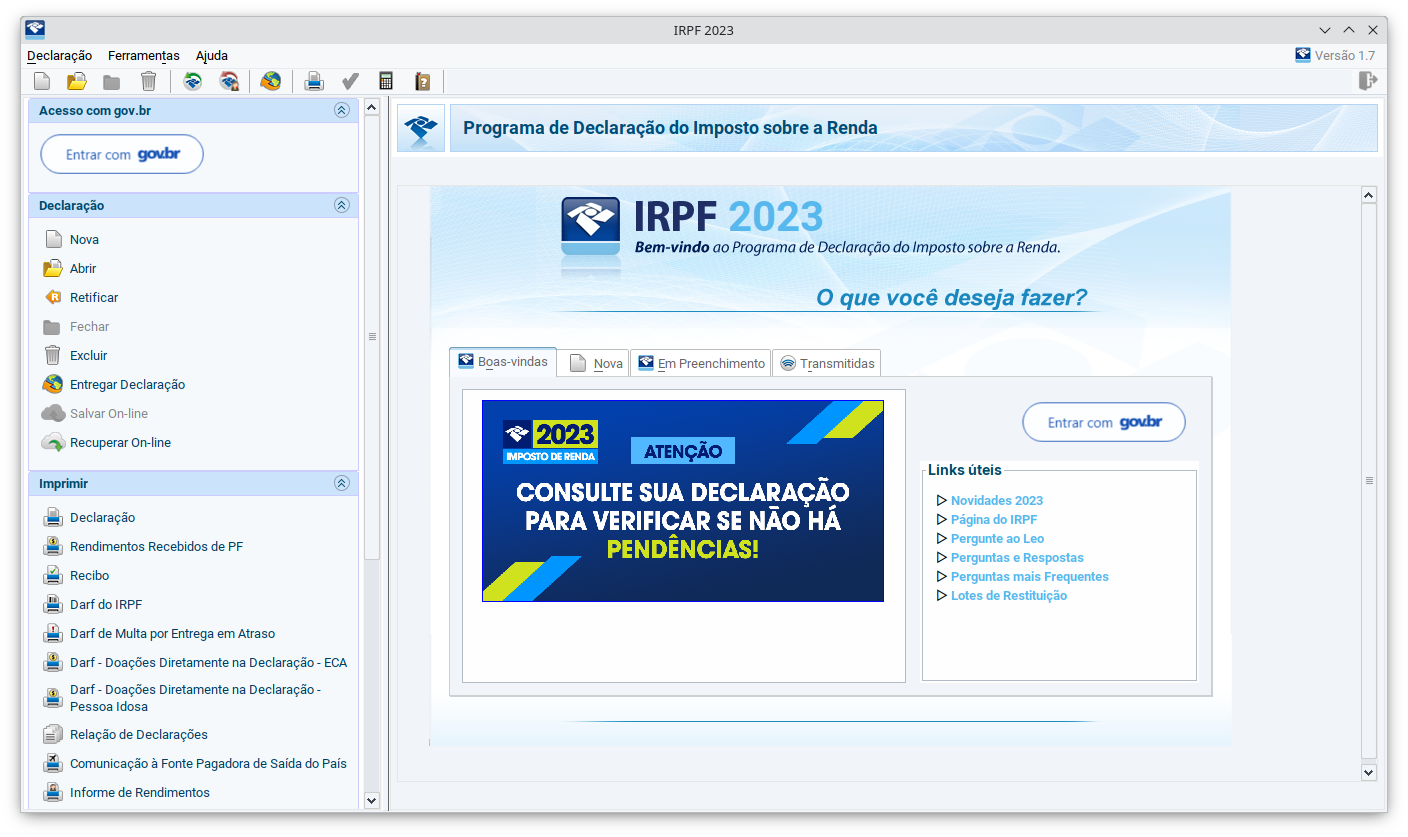 IRPF 2023
Declaração Ferramentas Ajuda
Versão 1.7
Acesso com gov.br
Entrar com gov.br
Declaração
Nova
Abrir
Retificar
Fechar
Excluir
Entregar Declaração
Salvar On-line
Recuperar On-line
Imprimir
Declaração
Rendimentos Recebidos de PF
Recibo
Darf do IRPF
Darf de Multa por Entrega em Atraso
Darf - Doações Diretamente na Declaração - ECA
Darf - Doações Diretamente na Declaração -
Pessoa Idosa
Relação de Declarações
Comunicação à Fonte Pagadora de Saída do País
Informe de Rendimentos
Programa de Declaração do Imposto sobre a Renda
IRPF 2023
Bem-vindo ao Programa de Declaração do Imposto sobre a Renda.
O que você deseja fazer?
Boas-vindas Nova Em Preenchimento Transmitidas
2023
IMPOSTO DE RENDA
ATENÇÃO
CONSULTE SUA DECLARAÇÃO
PARA VERIFICAR SE NÃO HÁ
PENDÊNCIAS!
Entrar com gov.br
Links úteis
Novidades 2023
Página do IRPF
Pergunte ao Leo
Perguntas e Respostas
Perguntas mais Frequentes
Lotes de Restituição